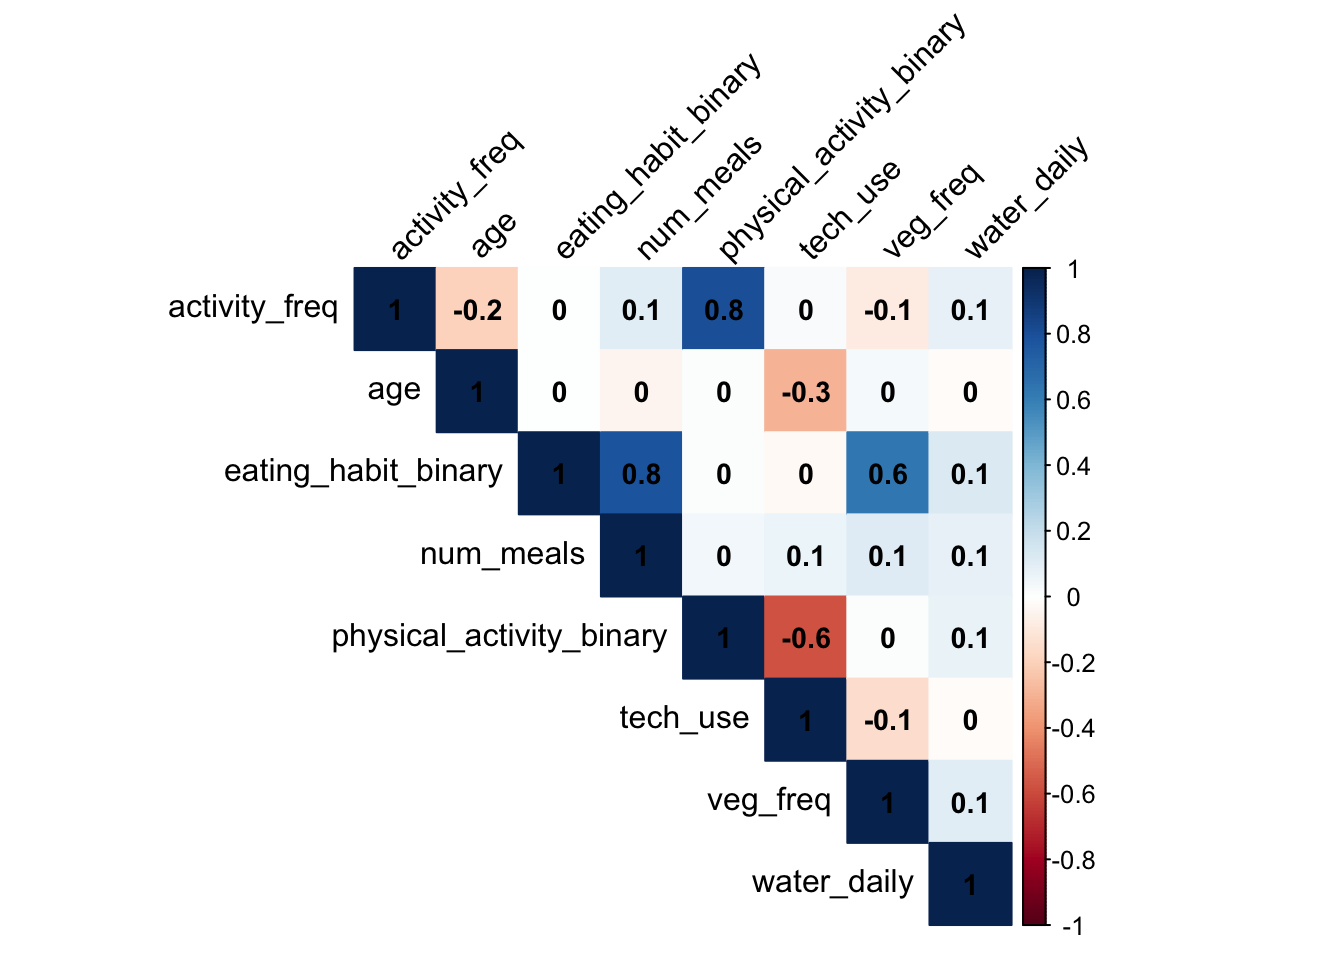 activity_freq
age
eating_habit_binary
num_meals
physical_activity_binary
tech_use
veg_freq
water_daily
activity_freq 1 -0.2 0 0.1 0.8 0 -0.1 0.1
age 1 0 0 0 -0.3 0 0
eating_habit_binary 1 0.8 0 0 0.6 0.1
num_meals 1 0 0.1 0.1 0.1
physical_activity_binary 1 -0.6 0 0.1
tech_use 1 -0.1 0
veg_freq 1 0.1
water_daily 1
1
0.8
0.6
0.4
0.2
0
-0.2
-0.4
-0.6
-0.8
-1